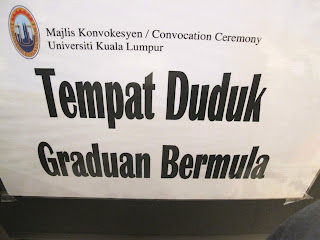 Majlis Konvokesyen / Convocation Ceremony
Universiti Kuala Lumpur
Tempat Duduk
Graduan Bermula